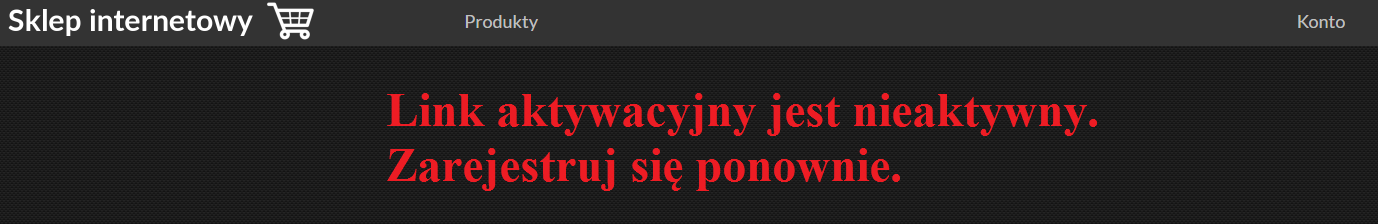 Sklep internetowy
Produkty
Konto
Link aktywacyjny jest nieaktywny.
Zarejestruj się ponownie.